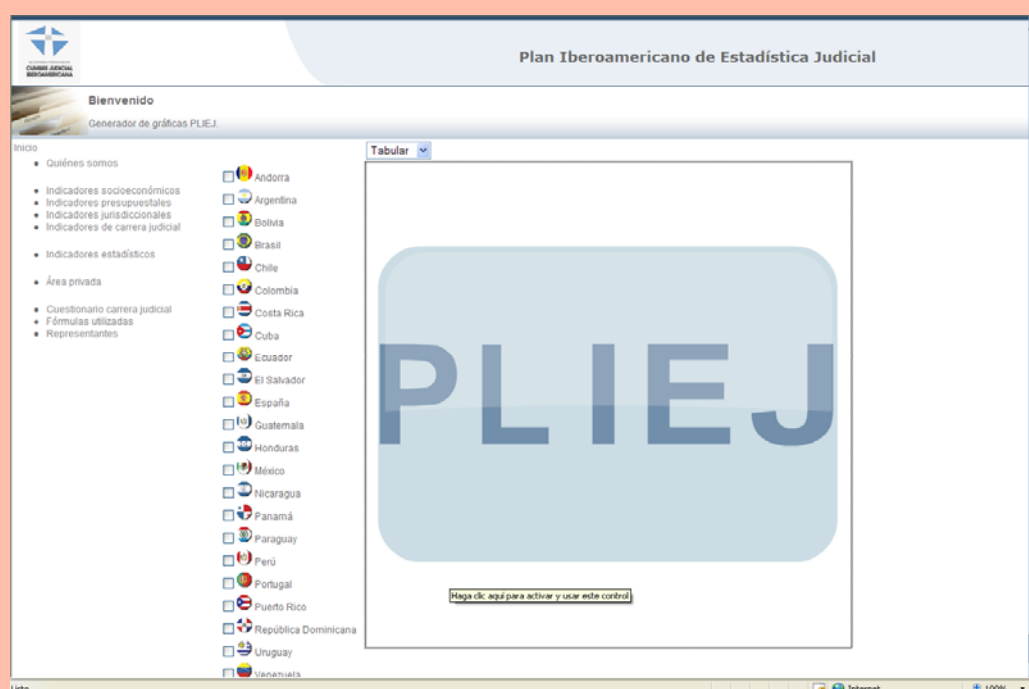 CUMBRE JUDICIAL
IBEROAMERICANA
Plan Iberoamericano de Estadística Judicial
Bienvenido
Generador de gráficas PLIEJ.
Inicio
Quiénes somos
Indicadores socioeconómicos
Indicadores presupuestales
Indicadores jurisdiccionales
Indicadores de carrera judicial
Indicadores estadísticos
Área privada
Cuestionario carrera judicial
Fórmulas utilizadas
Representantes
Tabular
Andorra
Argentina
Bolivia
Brasil
Chile
Colombia
Costa Rica
Cuba
Ecuador
El Salvador
España
Guatemala
Honduras
México
Nicaragua
Panamá
Paraguay
Perú
Portugal
Puerto Rico
República Dominicana
Uruguay
Venezuela
PLIEJ
Haga clic aquí para activar y usar este control
Listo
Internet
100%